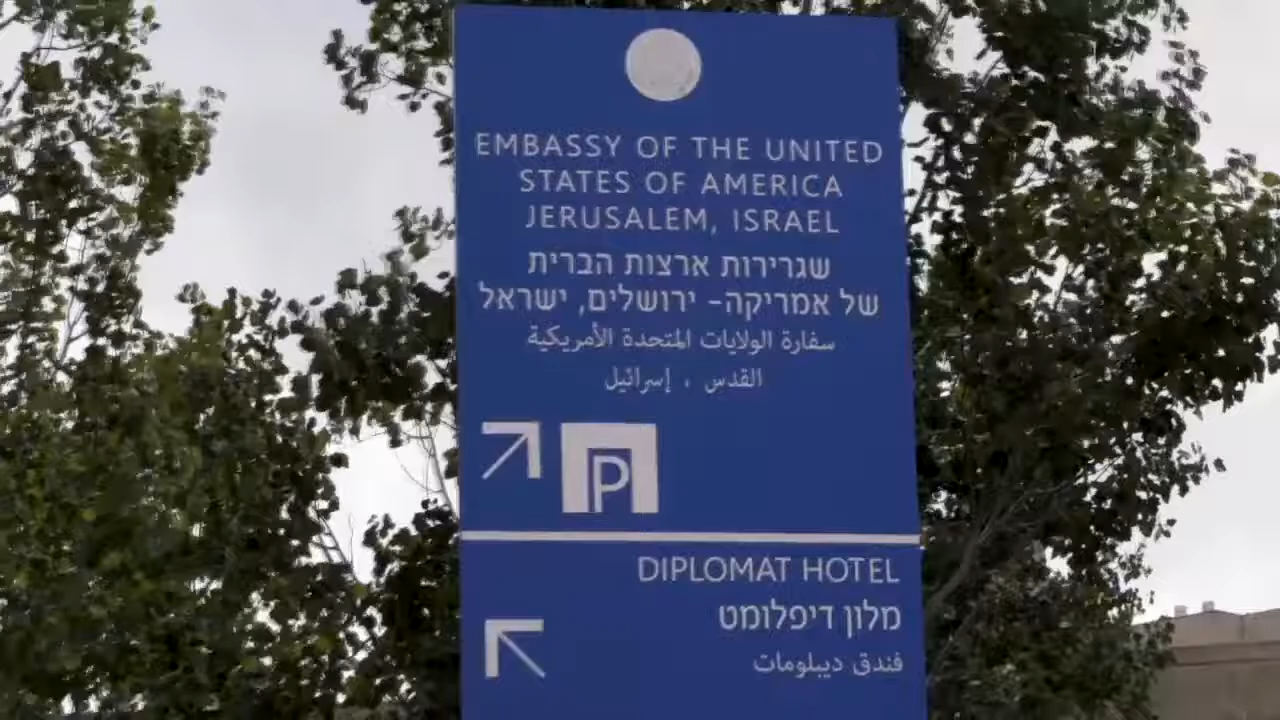 EMBASSY OF THE UNITED
STATES OF AMERICA
JERUSALEM, ISRAEL
שגרירות ארצות הברית
של אמריקה- ירושלים, ישראל
سفارة الولايات المتحدة الأمريكية
القدس ، إسرائيل
P
DIPLOMAT HOTEL
מלון דיפלומט
فندق ديبلومات